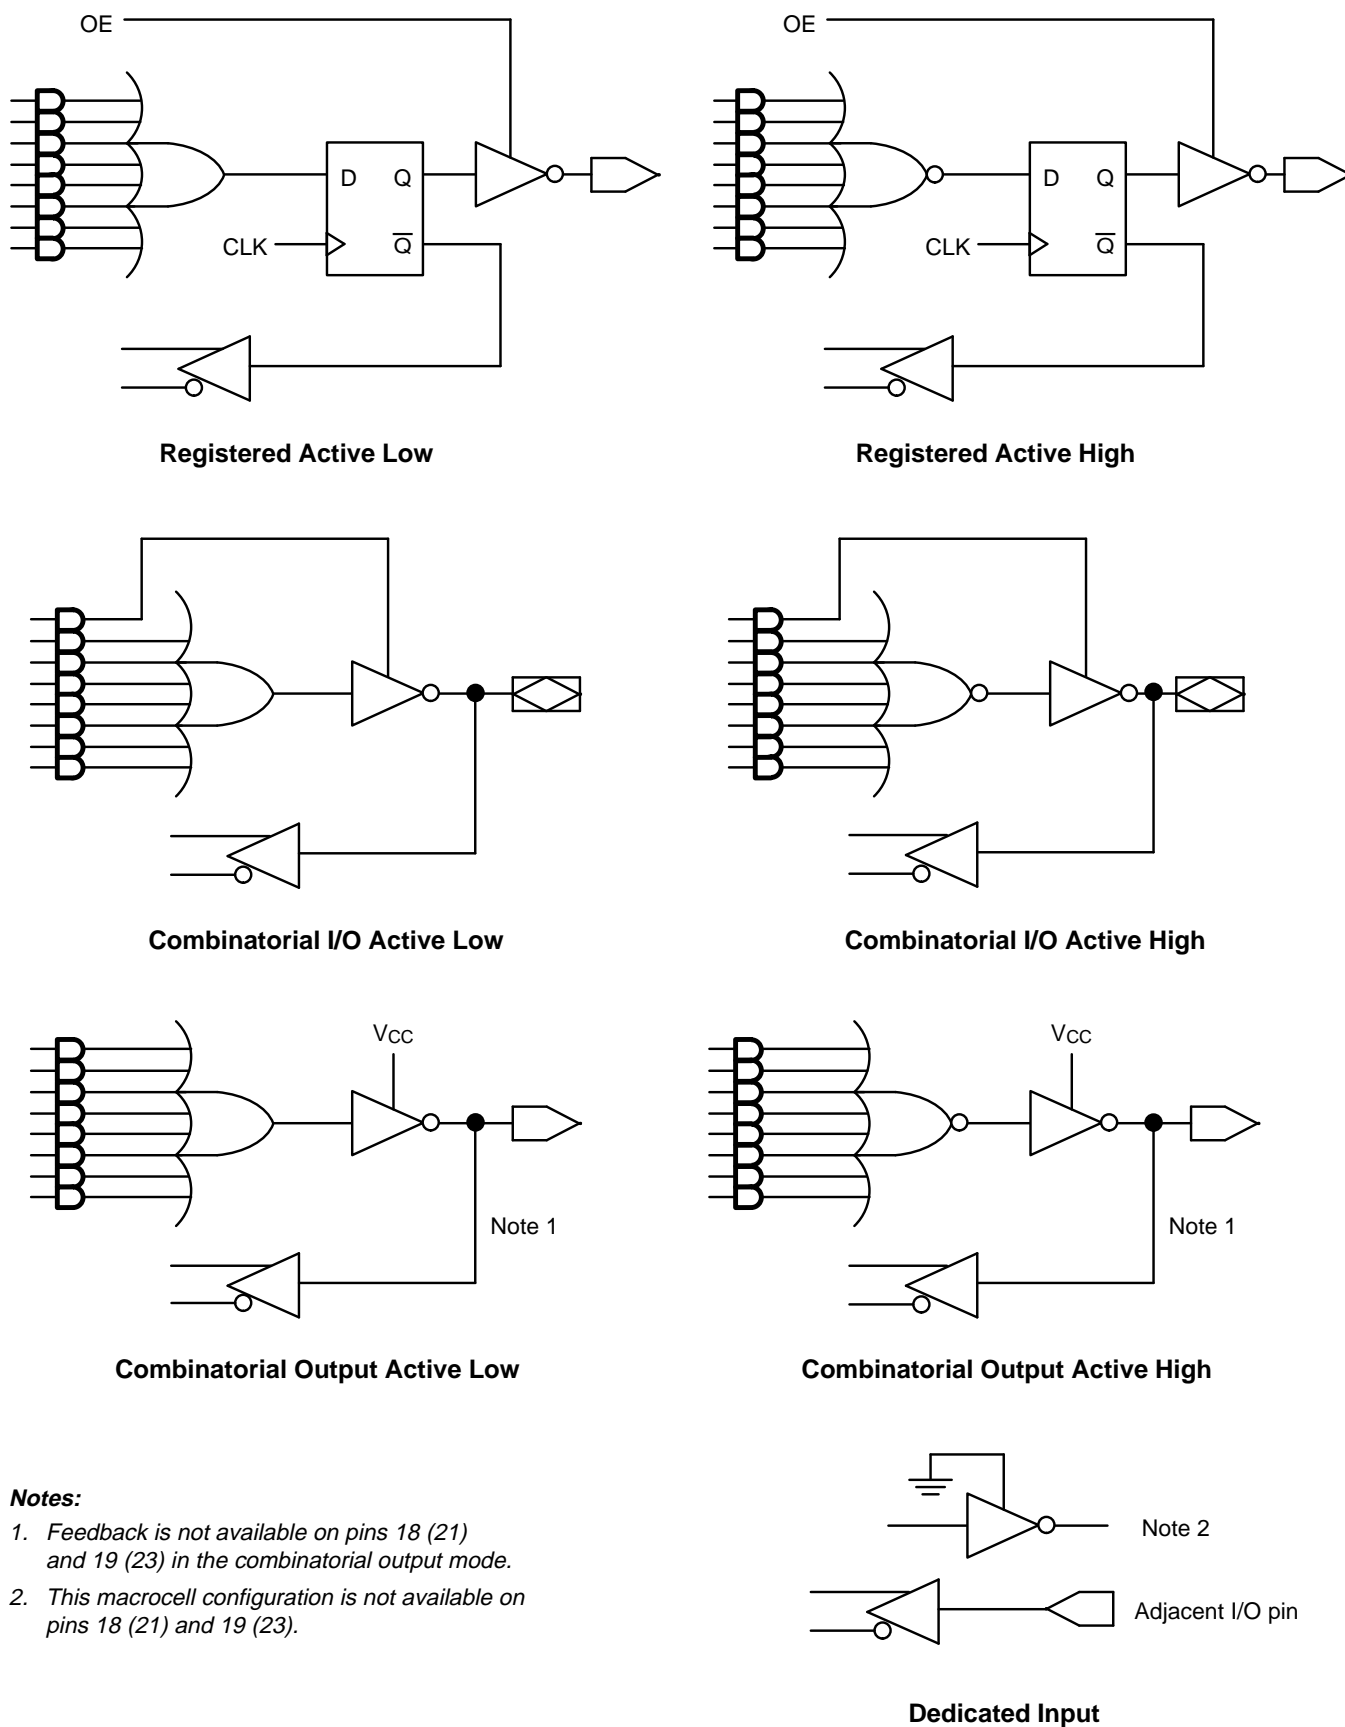 OE
OE
D Q
CLK Q̅
D Q
CLK Q̅
Registered Active Low
Registered Active High
Combinatorial I/O Active Low
Combinatorial I/O Active High
VCC
VCC
Note 1
Note 1
Combinatorial Output Active Low
Combinatorial Output Active High
Notes:
1. Feedback is not available on pins 18 (21)
and 19 (23) in the combinatorial output mode.
2. This macrocell configuration is not available on
pins 18 (21) and 19 (23).
Note 2
Adjacent I/O pin
Dedicated Input